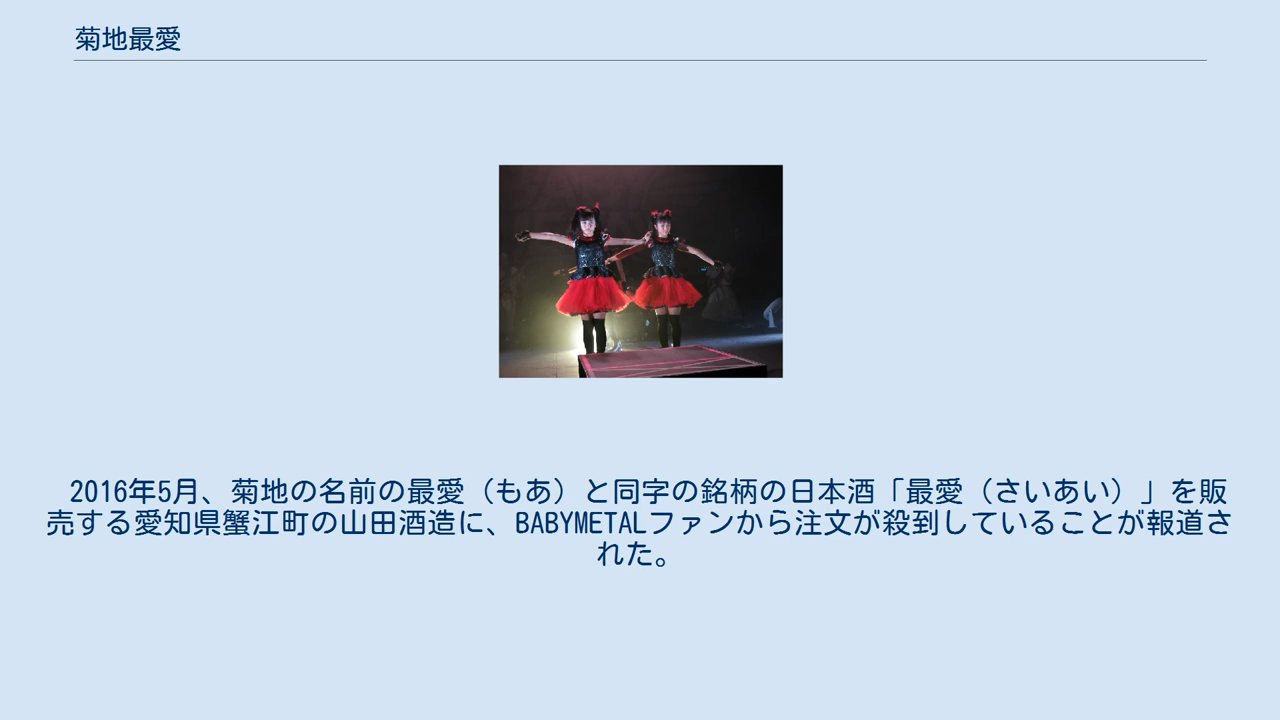 菊地最愛
2016年5月、菊地の名前の最愛（もあ）と同字の銘柄の日本酒「最愛（さいあい）」を販
売する愛知県蟹江町の山田酒造に、BABYMETALファンから注文が殺到していることが報道さ
れた。